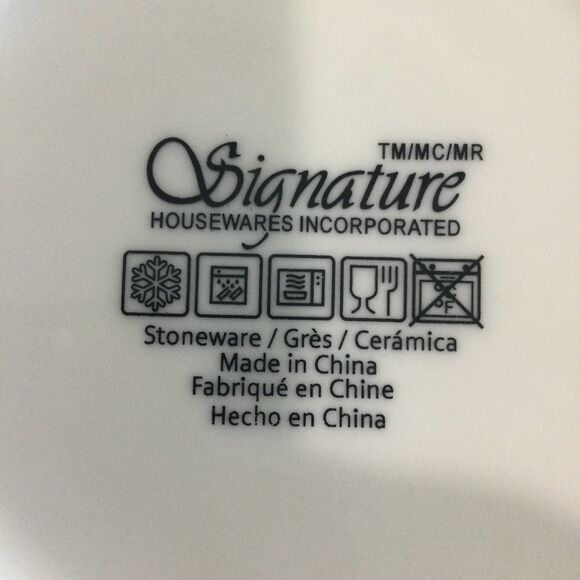 TM/MC/MR
Signature
HOUSEWARES INCORPORATED
°C
°F
Stoneware / Grès / Cerámica
Made in China
Fabriqué en Chine
Hecho en China